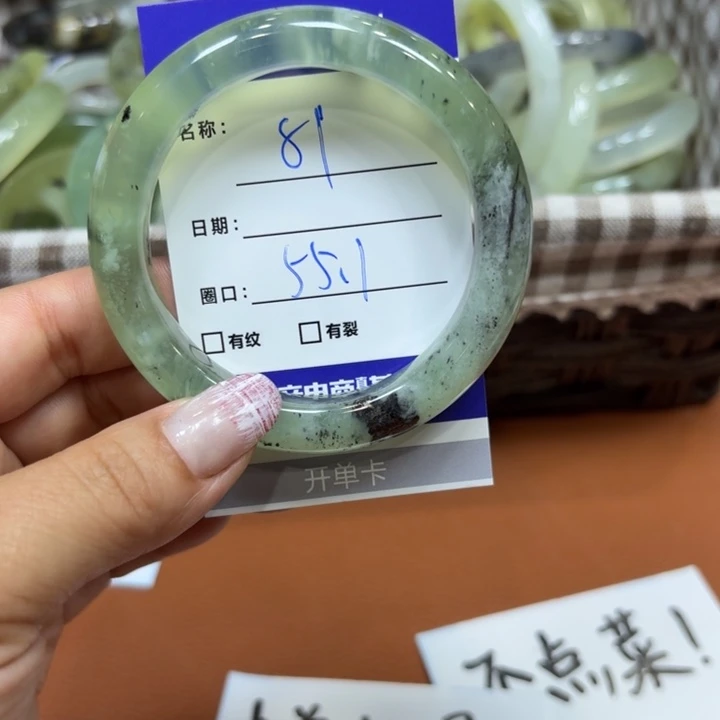 名称: 81
日期:
圈口: 55.1
有纹 有裂
开单卡
不点菜!